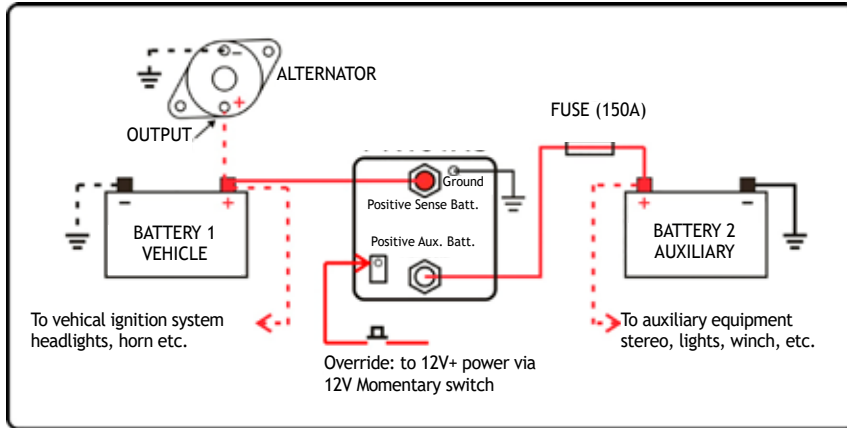 ALTERNATOR
OUTPUT
FUSE (150A)
Ground
Positive Sense Batt.
Positive Aux. Batt.
BATTERY 1
VEHICLE
BATTERY 2
AUXILIARY
To vehical ignition system
headlights, horn etc.
To auxiliary equipment
stereo, lights, winch, etc.
Override: to 12V+ power via
12V Momentary switch